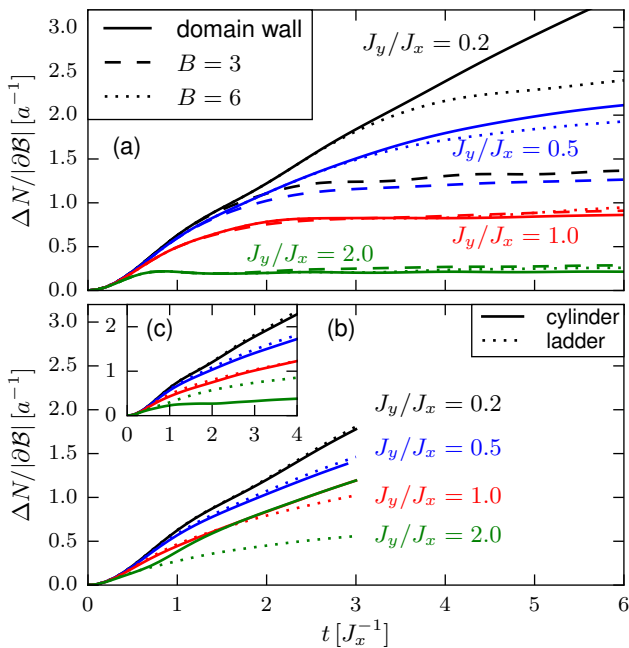 3.0
2.5
2.0
1.5
1.0
0.5
0.0
ΔN/|∂ℬ| [a⁻¹]
domain wall
B = 3
B = 6
(a)
J_y/J_x = 0.2
J_y/J_x = 0.5
J_y/J_x = 1.0
J_y/J_x = 2.0
3.0
2.5
2.0
1.5
1.0
0.5
0.0
ΔN/|∂ℬ| [a⁻¹]
(c)
2
1
0
0 1 2 3 4
(b)
cylinder
ladder
J_y/J_x = 0.2
J_y/J_x = 0.5
J_y/J_x = 1.0
J_y/J_x = 2.0
0 1 2 3 4 5 6
t [J_x⁻¹]